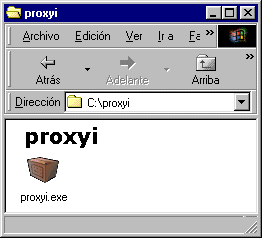 proxyi
Archivo Edición Ver Ir a Fa »
Atrás Adelante Arriba »
Dirección C:\proxyi
proxyi
proxyi.exe